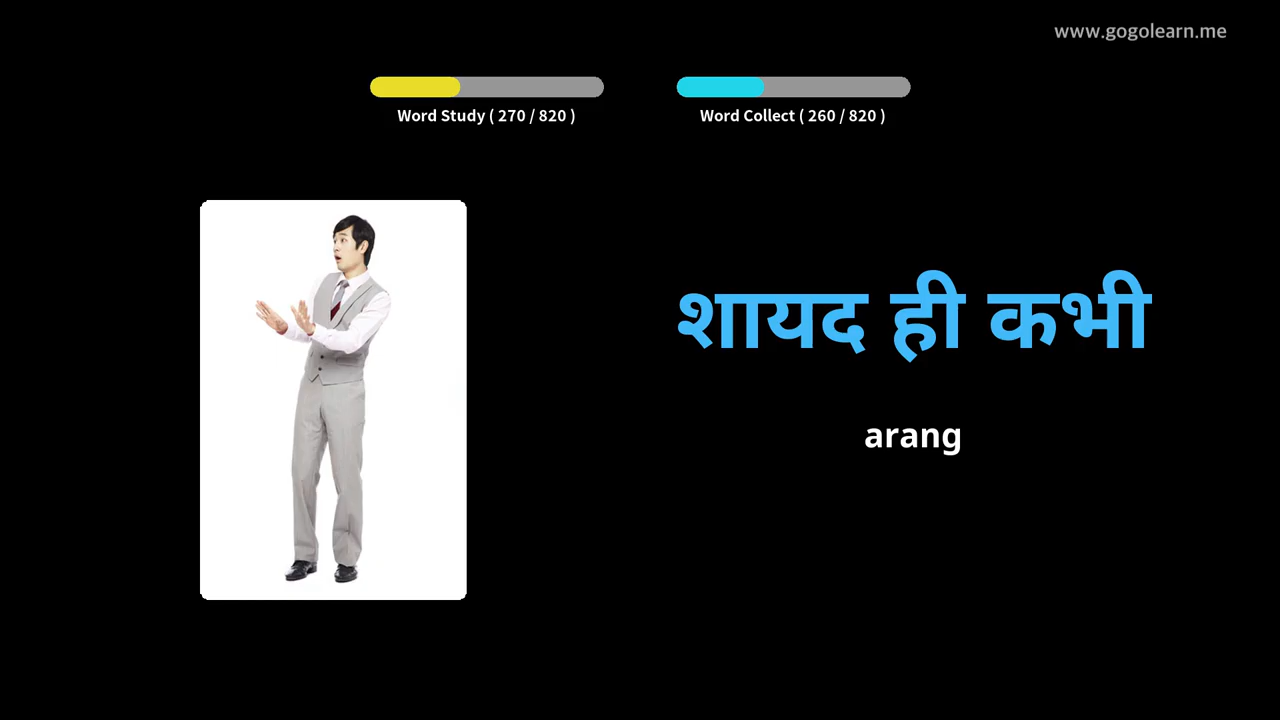 www.gogolearn.me
Word Study ( 270 / 820 )
Word Collect ( 260 / 820 )
शायद ही कभी
arang